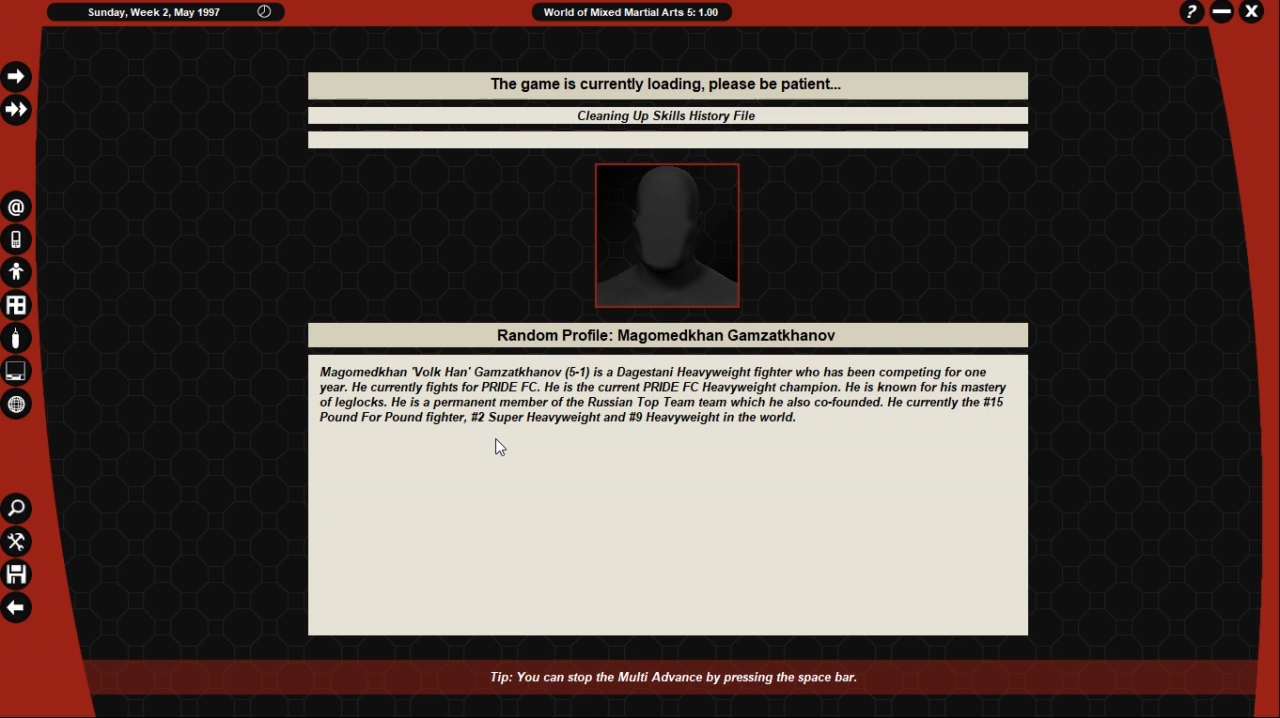 Sunday, Week 2, May 1997
World of Mixed Martial Arts 5: 1.00
? X
The game is currently loading, please be patient...
Cleaning Up Skills History File
@
Random Profile: Magomedkhan Gamzatkhanov
Magomedkhan 'Volk Han' Gamzatkhanov (5-1) is a Dagestani Heavyweight fighter who has been competing for one
year. He currently fights for PRIDE FC. He is the current PRIDE FC Heavyweight champion. He is known for his mastery
of leglocks. He is a permanent member of the Russian Top Team team which he also co-founded. He currently the #15
Pound For Pound fighter, #2 Super Heavyweight and #9 Heavyweight in the world.
Tip: You can stop the Multi Advance by pressing the space bar.